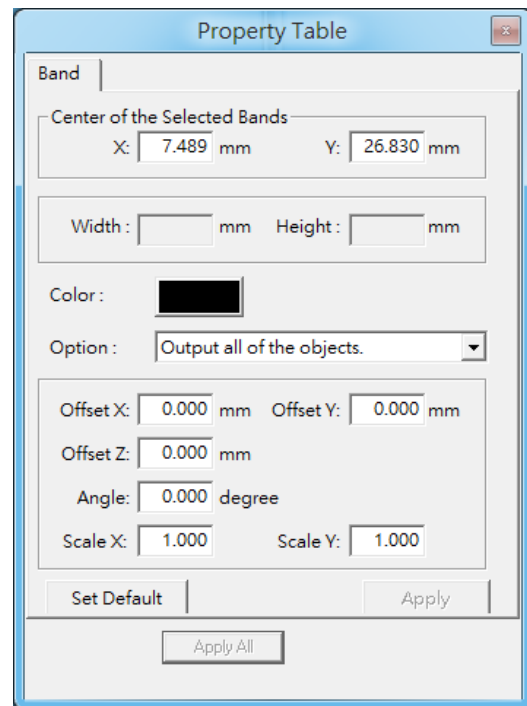 Property Table
Band
Center of the Selected Bands
X: 7.489 mm Y: 26.830 mm
Width : mm Height : mm
Color :
Option : Output all of the objects.
Offset X: 0.000 mm Offset Y: 0.000 mm
Offset Z: 0.000 mm
Angle: 0.000 degree
Scale X: 1.000 Scale Y: 1.000
Set Default Apply
Apply All